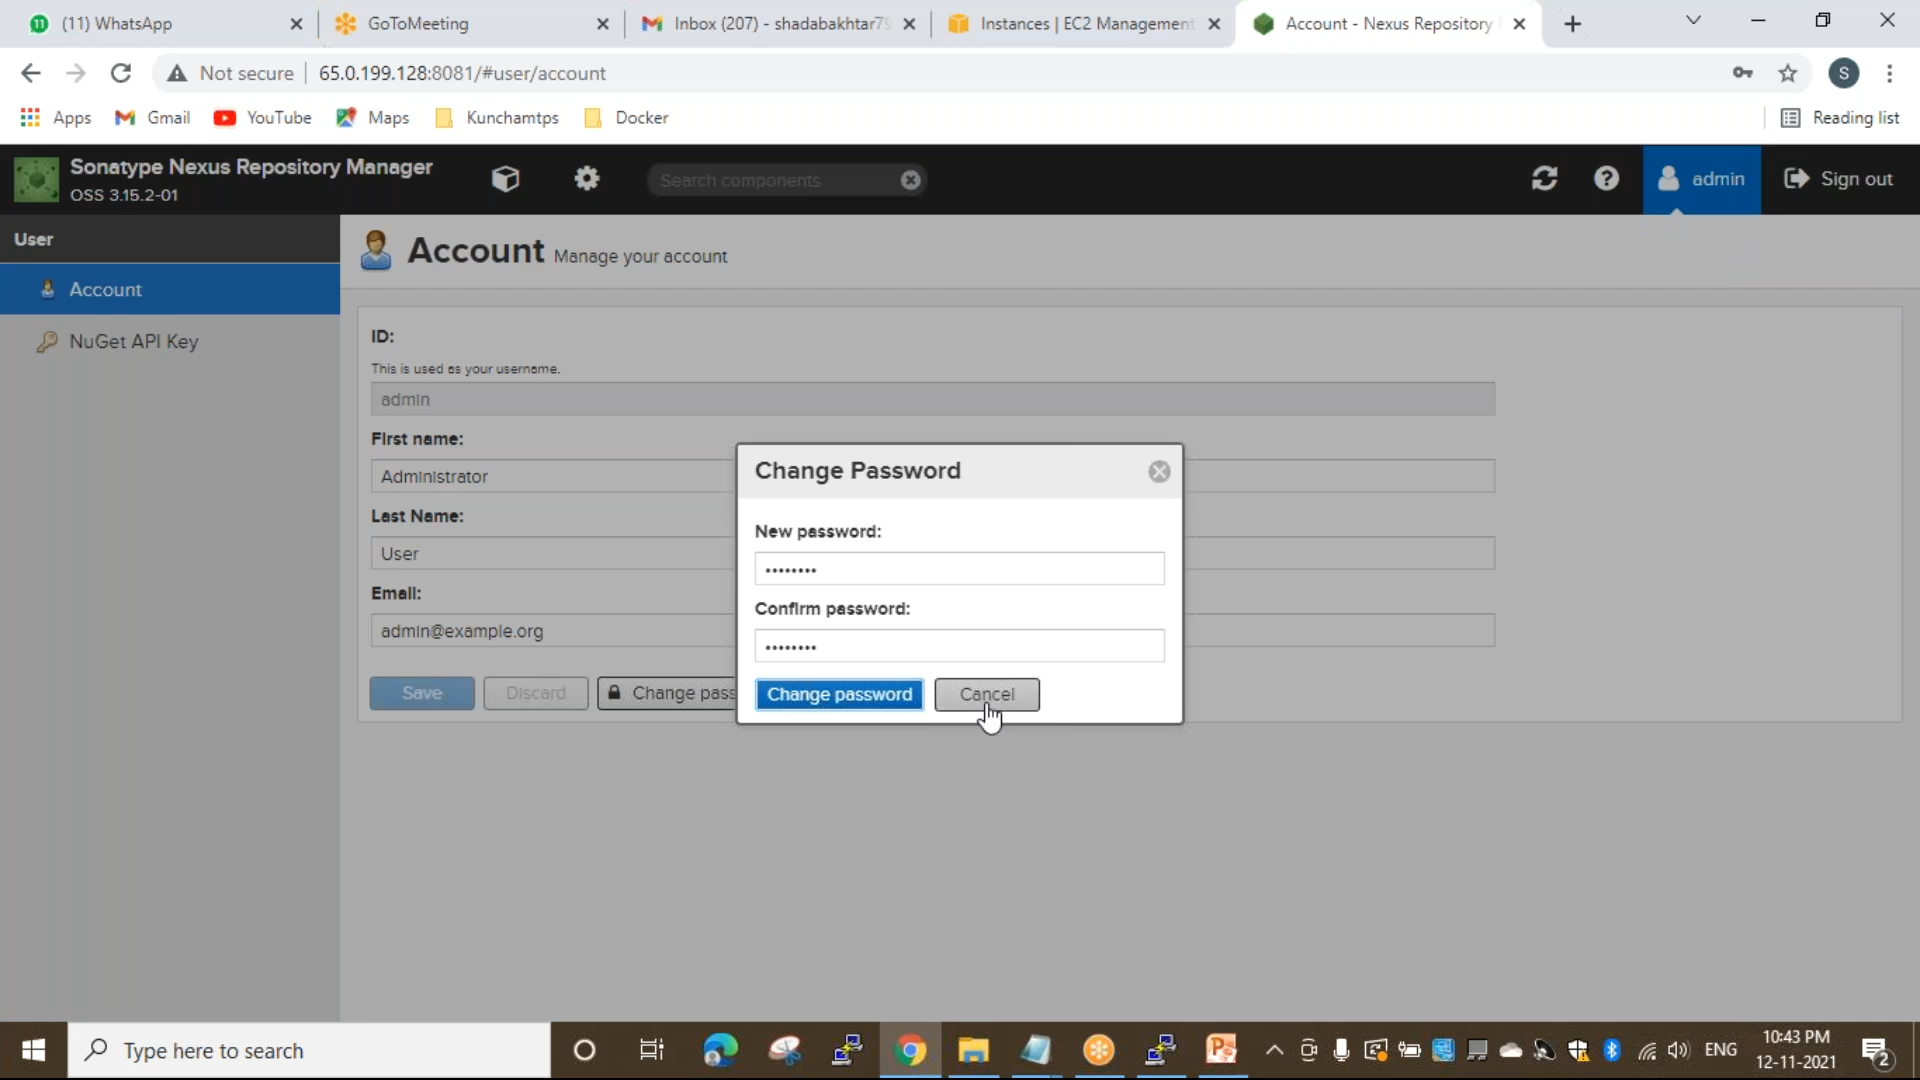 (11) WhatsApp
GoToMeeting
Inbox (207) - shadabakhtar79
Instances | EC2 Management
Account - Nexus Repository
Not secure
65.0.199.128:8081/#user/account
S
Apps
Gmail
YouTube
Maps
Kunchamtps
Docker
Reading list
Sonatype Nexus Repository Manager
OSS 3.15.2-01
Search components
admin
Sign out
User
Account
NuGet API Key
Account Manage your account
ID:
This is used as your username.
admin
First name:
Administrator
Last Name:
User
Email:
admin@example.org
Save
Discard
Change pass
Change Password
New password:
••••••••
Confirm password:
••••••••
Change password
Cancel
Type here to search
ENG
10:43 PM
12-11-2021
2